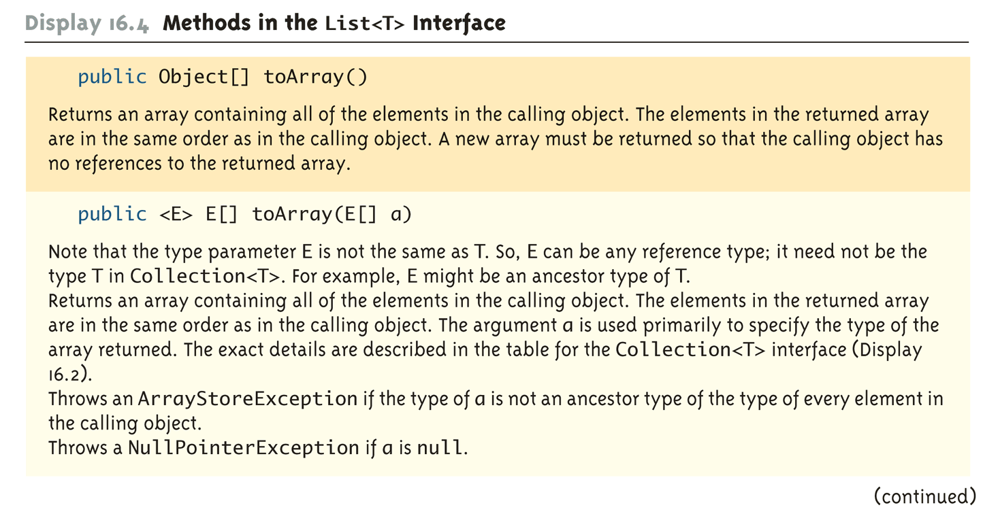 Display 16.4 Methods in the List<T> Interface
public Object[] toArray()
Returns an array containing all of the elements in the calling object. The elements in the returned array
are in the same order as in the calling object. A new array must be returned so that the calling object has
no references to the returned array.
public <E> E[] toArray(E[] a)
Note that the type parameter E is not the same as T. So, E can be any reference type; it need not be the
type T in Collection<T>. For example, E might be an ancestor type of T.
Returns an array containing all of the elements in the calling object. The elements in the returned array
are in the same order as in the calling object. The argument a is used primarily to specify the type of the
array returned. The exact details are described in the table for the Collection<T> interface (Display
16.2).
Throws an ArrayStoreException if the type of a is not an ancestor type of the type of every element in
the calling object.
Throws a NullPointerException if a is null.
(continued)